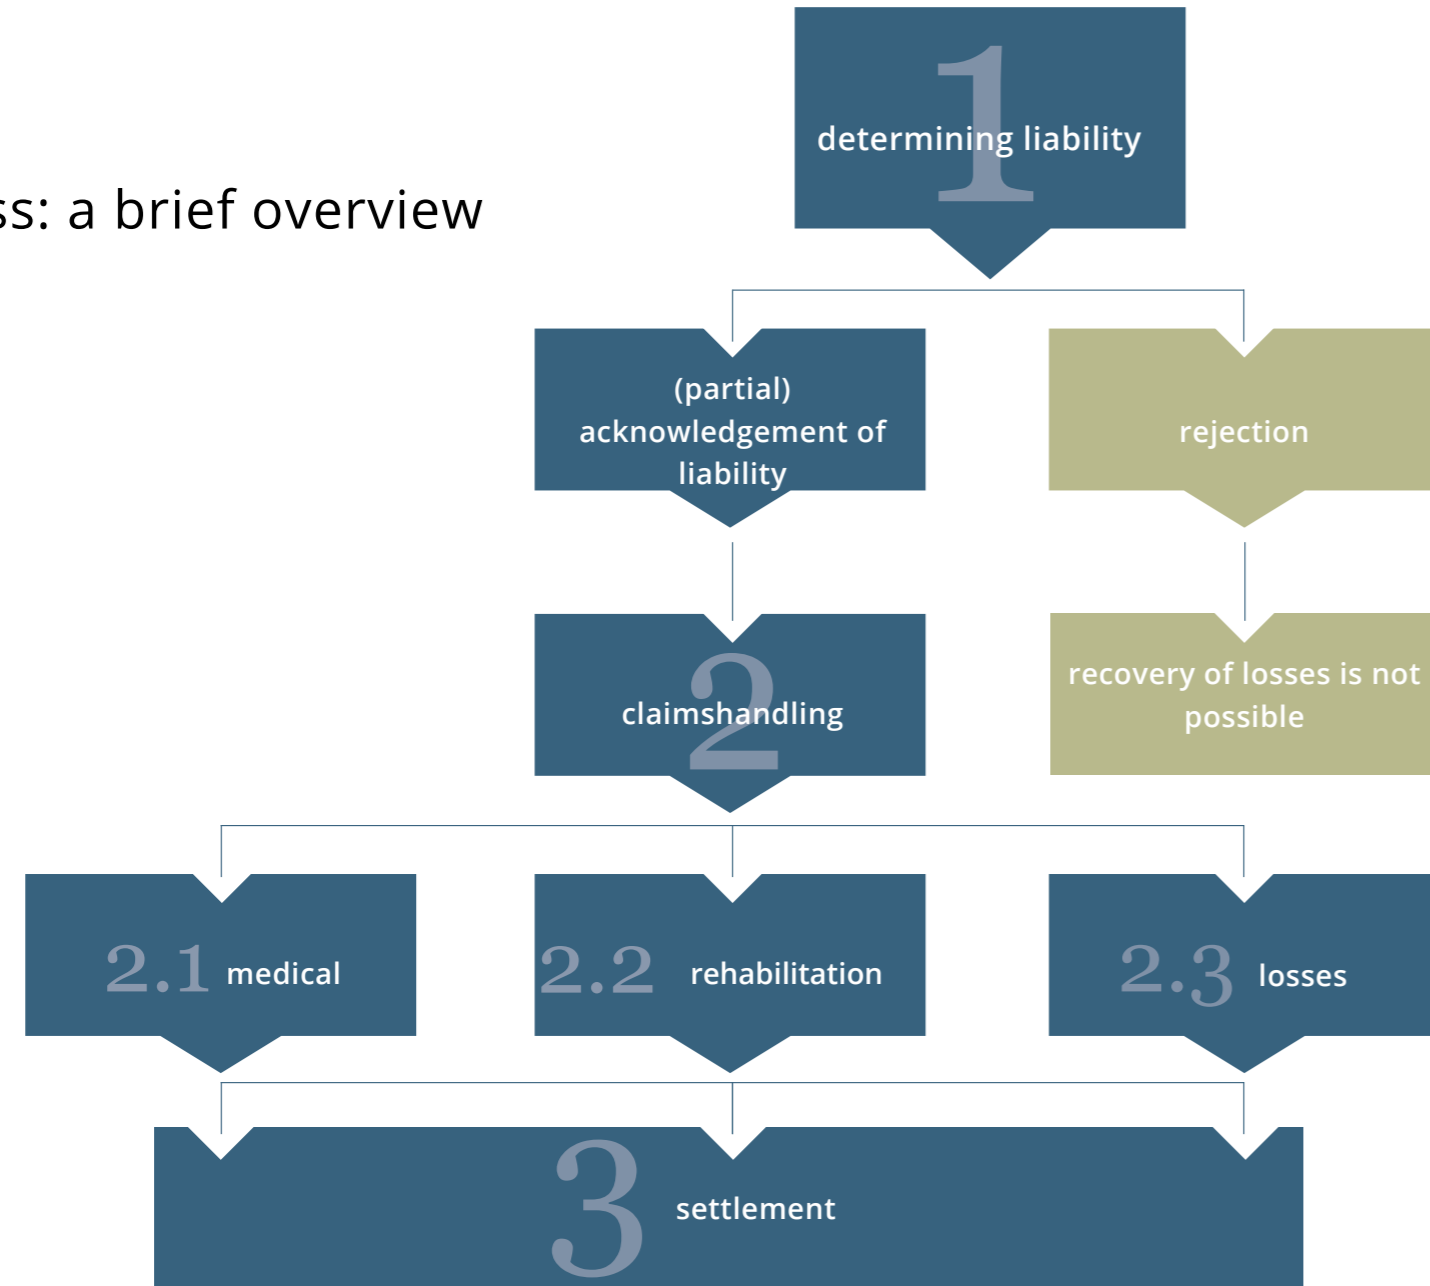 1
determining liability
ss: a brief overview
(partial)
acknowledgement of
liability
rejection
2
claimshandling
recovery of losses is not
possible
2.1 medical
2.2 rehabilitation
2.3 losses
3
settlement